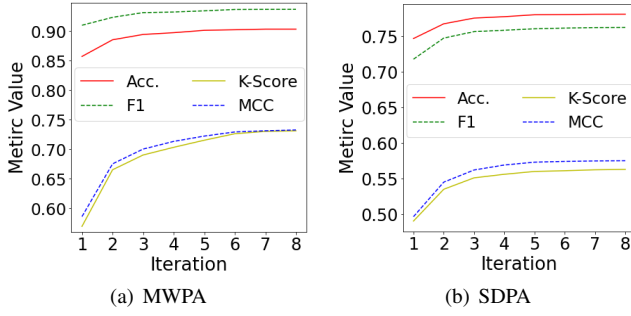 Metirc Value
0.90
0.85
0.80
0.75
0.70
0.65
0.60
Acc. K-Score
F1 MCC
1 2 3 4 5 6 7 8
Iteration
(a) MWPA
Metirc Value
0.75
0.70
0.65
0.60
0.55
0.50
Acc. K-Score
F1 MCC
1 2 3 4 5 6 7 8
Iteration
(b) SDPA